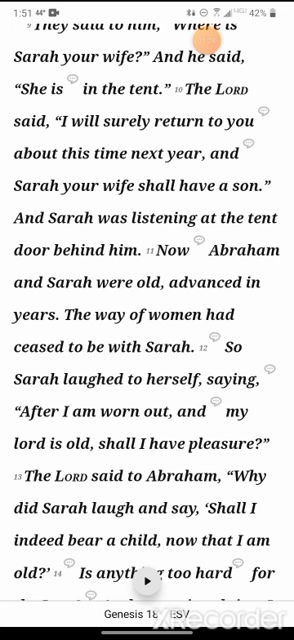 1:51 44° 42%
9 They said to him, "Where is
Sarah your wife?" And he said,
"She is in the tent." 10 The LORD
said, "I will surely return to you
about this time next year, and
Sarah your wife shall have a son."
And Sarah was listening at the tent
door behind him. 11 Now Abraham
and Sarah were old, advanced in
years. The way of women had
ceased to be with Sarah. 12 So
Sarah laughed to herself, saying,
"After I am worn out, and my
lord is old, shall I have pleasure?"
13 The LORD said to Abraham, "Why
did Sarah laugh and say, 'Shall I
indeed bear a child, now that I am
old?' 14 Is anything too hard for
Genesis 18 ESV
recorder